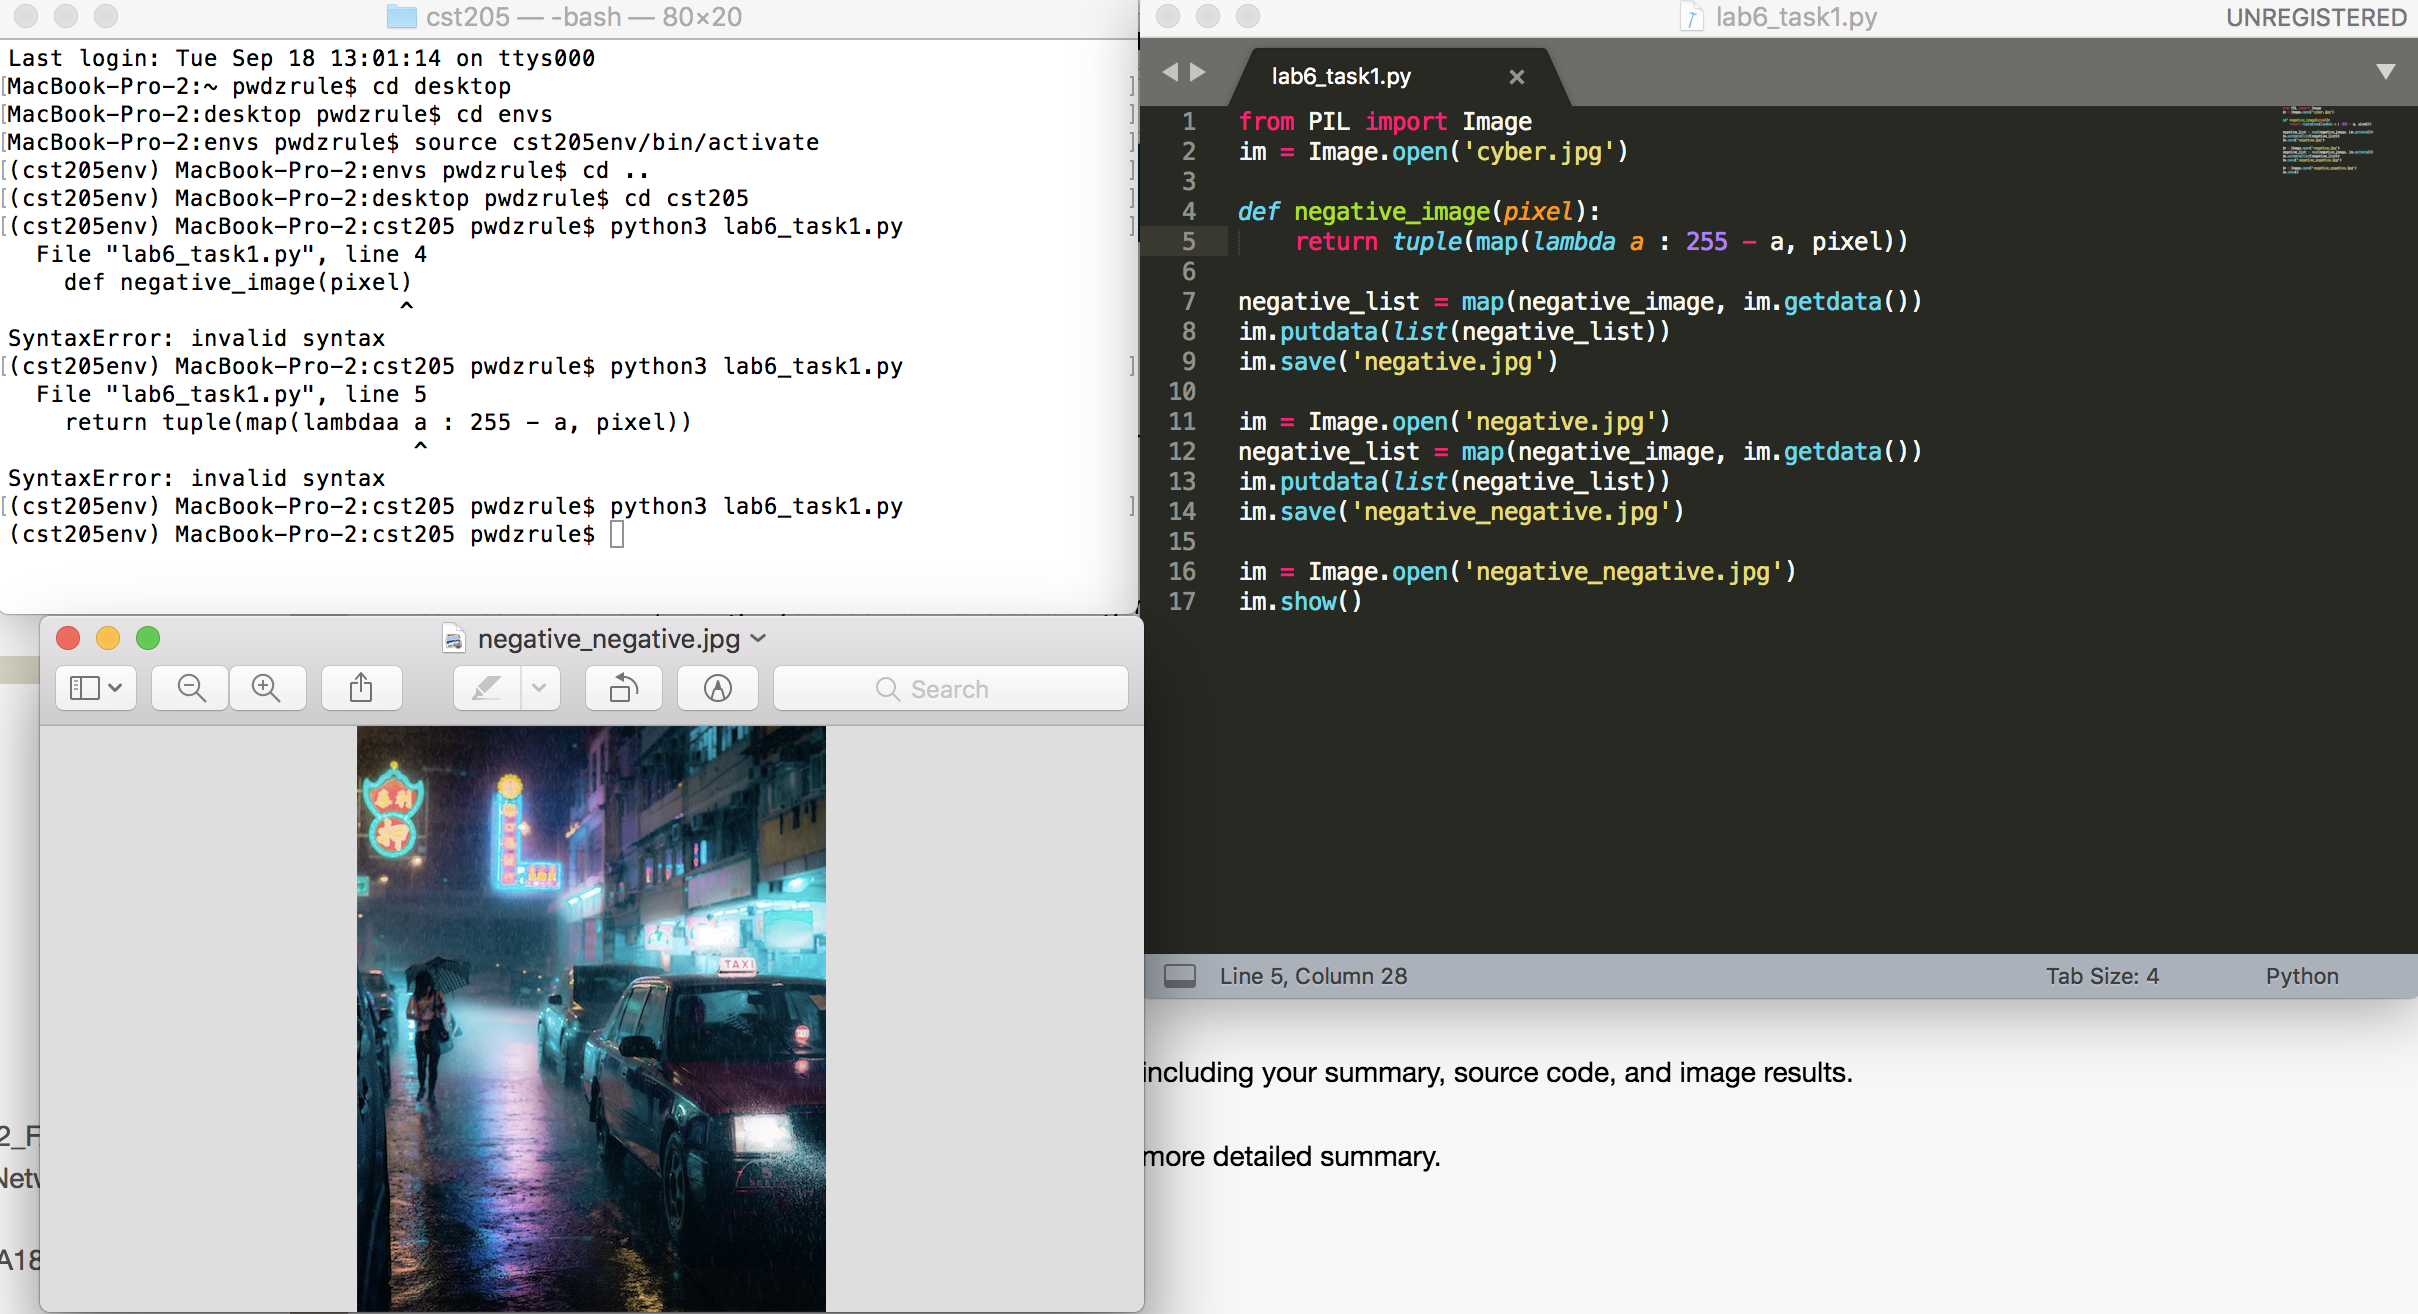 cst205 — -bash — 80×20
Last login: Tue Sep 18 13:01:14 on ttys000
[MacBook-Pro-2:~ pwdzrule$ cd desktop ]
[MacBook-Pro-2:desktop pwdzrule$ cd envs ]
[MacBook-Pro-2:envs pwdzrule$ source cst205env/bin/activate ]
[(cst205env) MacBook-Pro-2:envs pwdzrule$ cd .. ]
[(cst205env) MacBook-Pro-2:desktop pwdzrule$ cd cst205 ]
[(cst205env) MacBook-Pro-2:cst205 pwdzrule$ python3 lab6_task1.py ]
  File "lab6_task1.py", line 4
    def negative_image(pixel)
                            ^
SyntaxError: invalid syntax
[(cst205env) MacBook-Pro-2:cst205 pwdzrule$ python3 lab6_task1.py ]
  File "lab6_task1.py", line 5
    return tuple(map(lambdaa a : 255 - a, pixel))
                             ^
SyntaxError: invalid syntax
[(cst205env) MacBook-Pro-2:cst205 pwdzrule$ python3 lab6_task1.py ]
(cst205env) MacBook-Pro-2:cst205 pwdzrule$
lab6_task1.py
UNREGISTERED
lab6_task1.py ×
1 from PIL import Image
2 im = Image.open('cyber.jpg')
3
4 def negative_image(pixel):
5     return tuple(map(lambda a : 255 - a, pixel))
6
7 negative_list = map(negative_image, im.getdata())
8 im.putdata(list(negative_list))
9 im.save('negative.jpg')
10
11 im = Image.open('negative.jpg')
12 negative_list = map(negative_image, im.getdata())
13 im.putdata(list(negative_list))
14 im.save('negative_negative.jpg')
15
16 im = Image.open('negative_negative.jpg')
17 im.show()
Line 5, Column 28
Tab Size: 4
Python
negative_negative.jpg
Search
押
TAXI
including your summary, source code, and image results.
more detailed summary.
2_F
Netw
A18